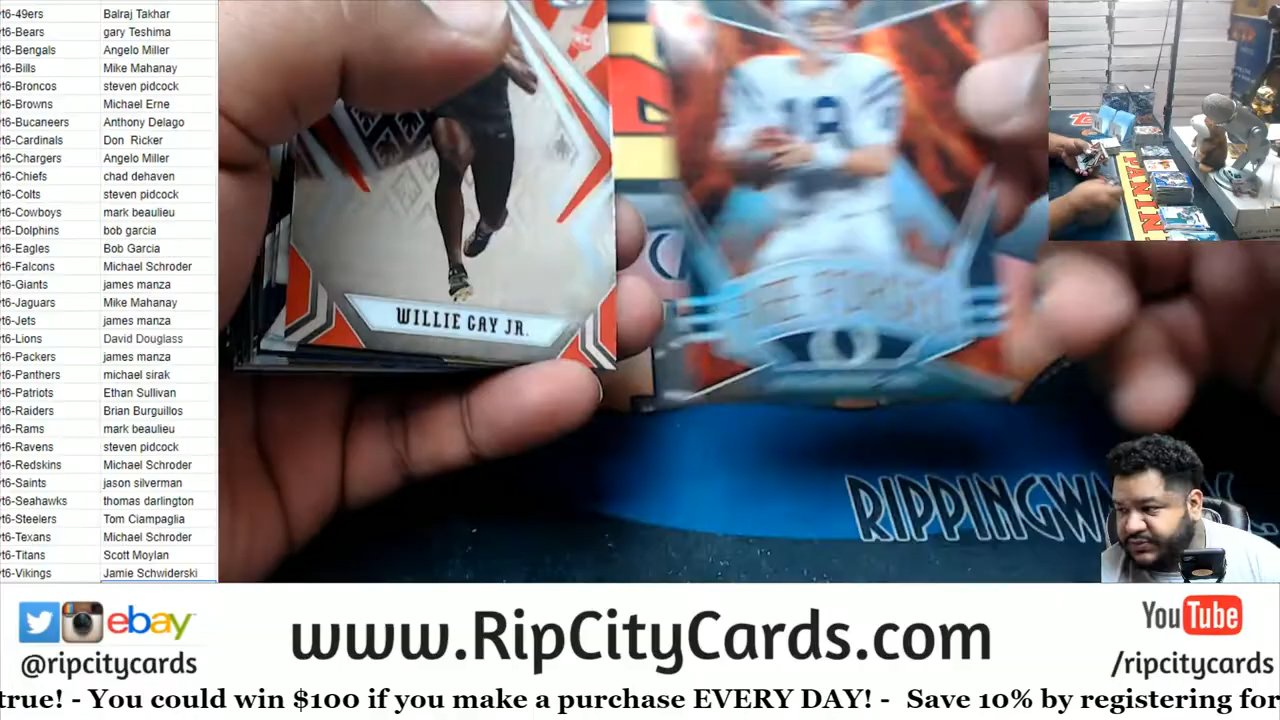 t6-49ers Balraj Takhar
t6-Bears gary Teshima
t6-Bengals Angelo Miller
t6-Bills Mike Mahanay
t6-Broncos steven pidcock
t6-Browns Michael Erne
t6-Bucaneers Anthony Delago
t6-Cardinals Don Ricker
t6-Chargers Angelo Miller
t6-Chiefs chad dehaven
t6-Colts steven pidcock
t6-Cowboys mark beaulieu
t6-Dolphins bob garcia
t6-Eagles Bob Garcia
t6-Falcons Michael Schroder
t6-Giants james manza
t6-Jaguars Mike Mahanay
t6-Jets james manza
t6-Lions David Douglass
t6-Packers james manza
t6-Panthers michael sirak
t6-Patriots Ethan Sullivan
t6-Raiders Brian Burguillos
t6-Rams mark beaulieu
t6-Ravens steven pidcock
t6-Redskins Michael Schroder
t6-Saints jason silverman
t6-Seahawks thomas darlington
t6-Steelers Tom Ciampaglia
t6-Texans Michael Schroder
t6-Titans Scott Moylan
t6-Vikings Jamie Schwiderski
WILLIE GAY JR.
18
PANINI
RIPPINGW
ebay
@ripcitycards
www.RipCityCards.com
YouTube
/ripcitycards
true! - You could win $100 if you make a purchase EVERY DAY! - Save 10% by registering for